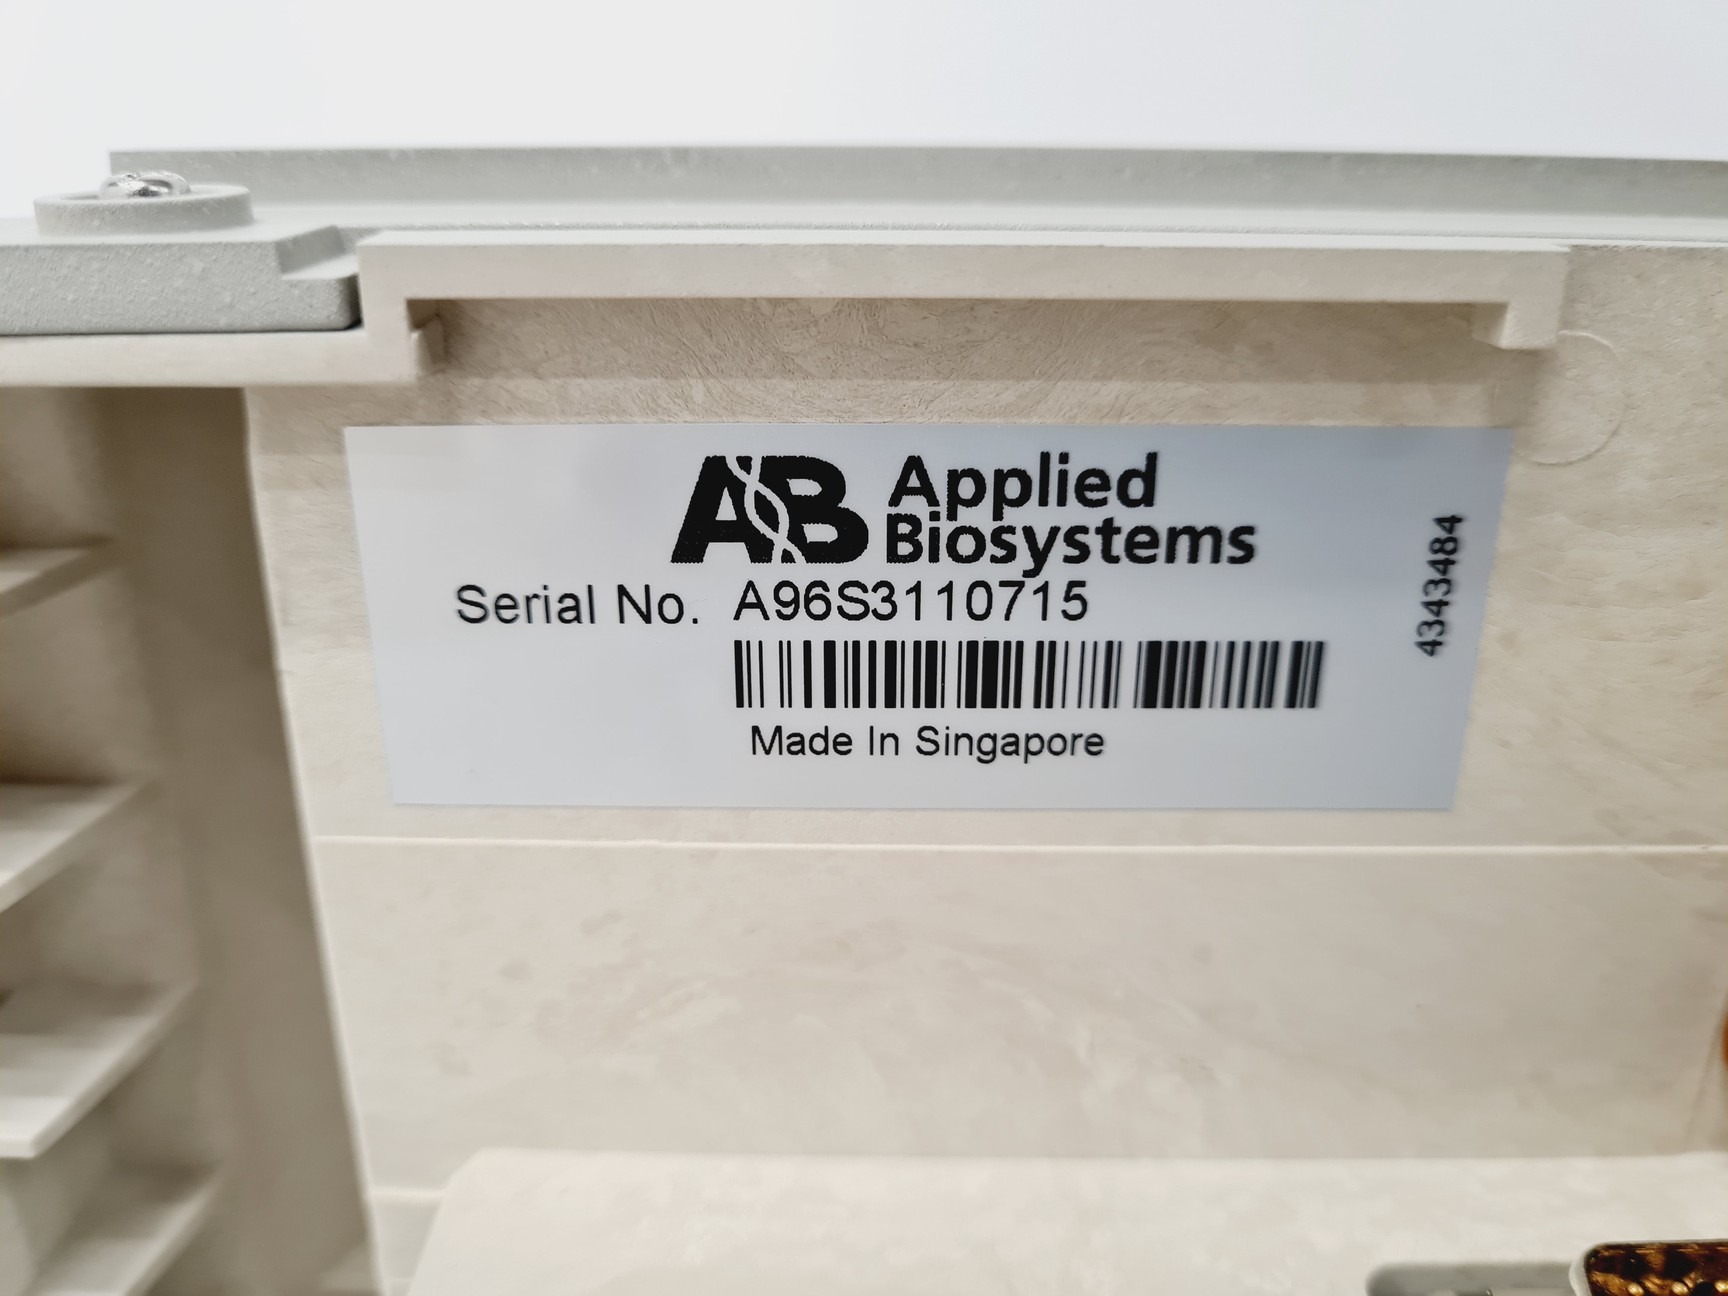 AB Applied
Biosystems
Serial No. A96S3110715
Made In Singapore
4343484